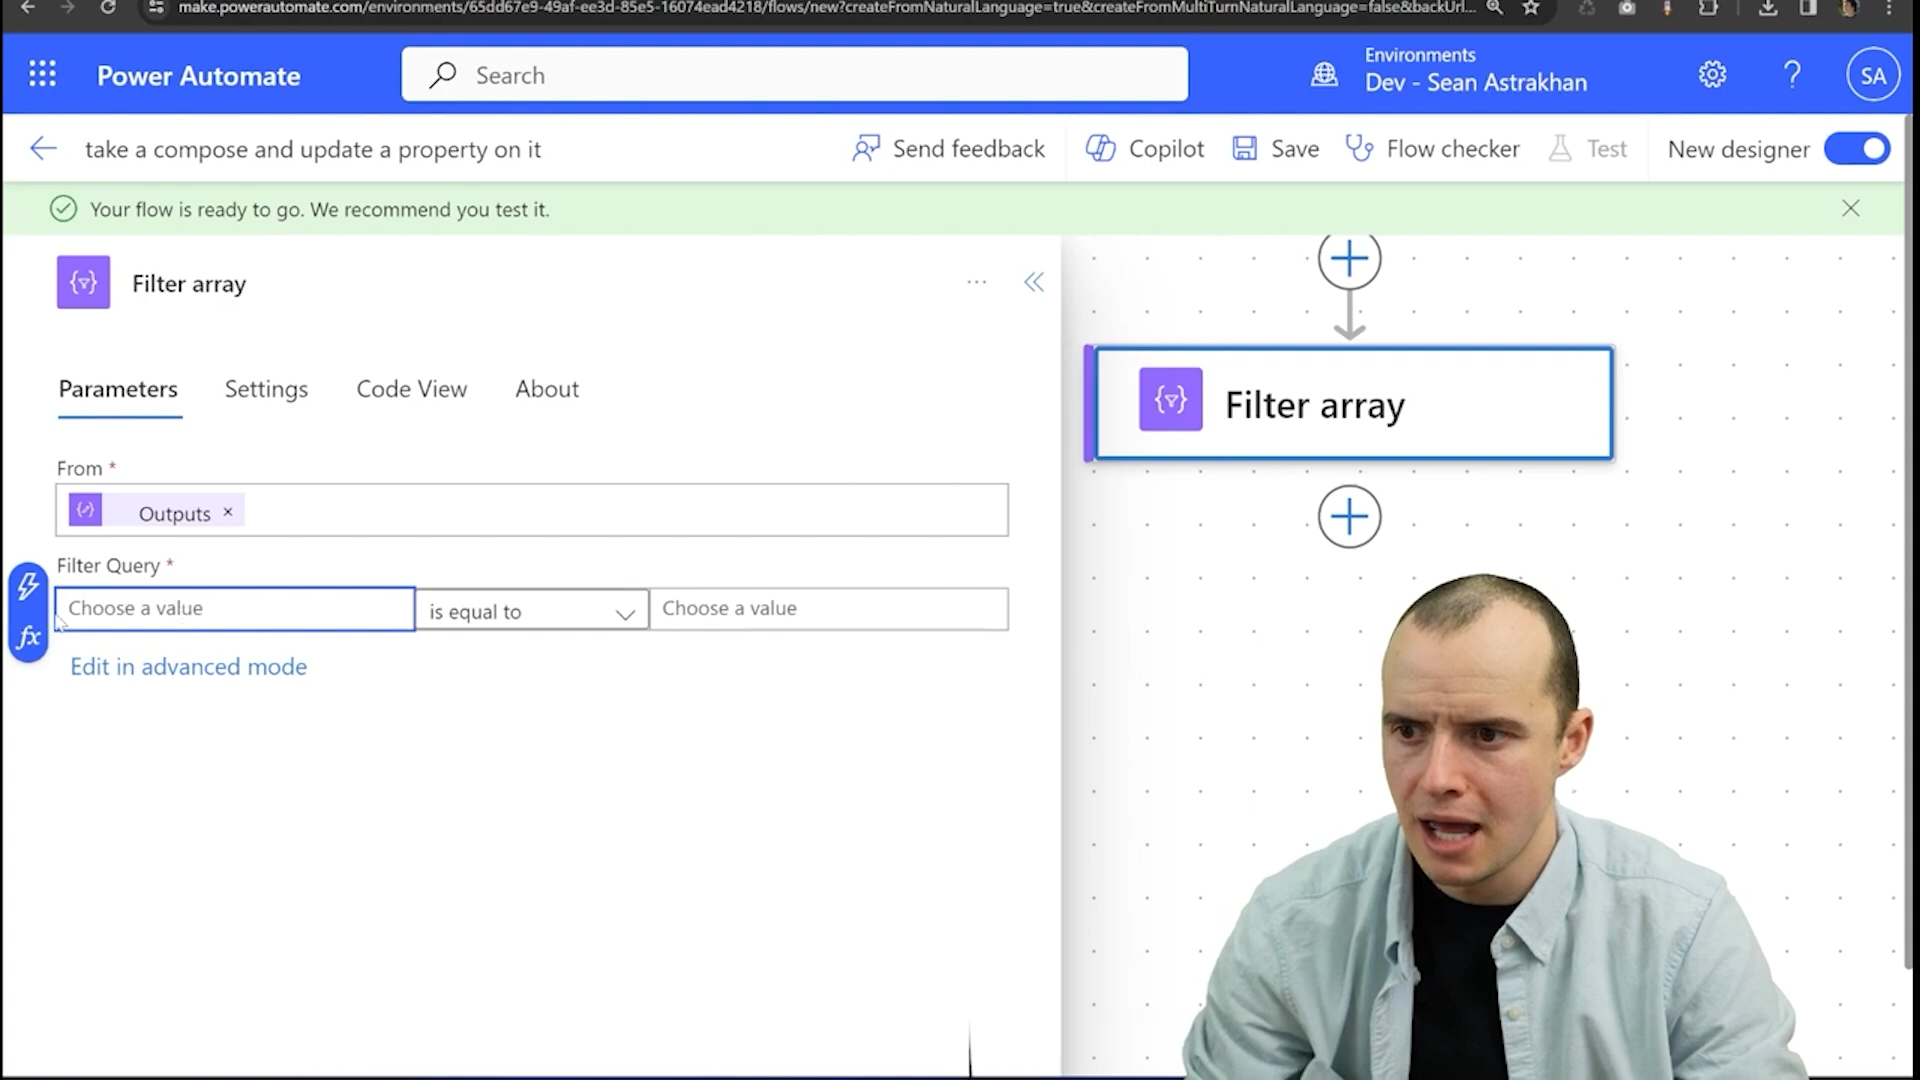 make.powerautomate.com/environments/65dd67e9-49af-ee3d-85e5-16074ead4218/flows/new?createFromNaturalLanguage=true&createFromMultiTurnNaturalLanguage=false&backUrl...
Power Automate
Search
Environments
Dev - Sean Astrakhan
?
SA
take a compose and update a property on it
Send feedback
Copilot
Save
Flow checker
Test
New designer
Your flow is ready to go. We recommend you test it.
Filter array
Parameters
Settings
Code View
About
From *
Outputs ×
Filter Query *
Choose a value
is equal to
Choose a value
fx
Edit in advanced mode
Filter array